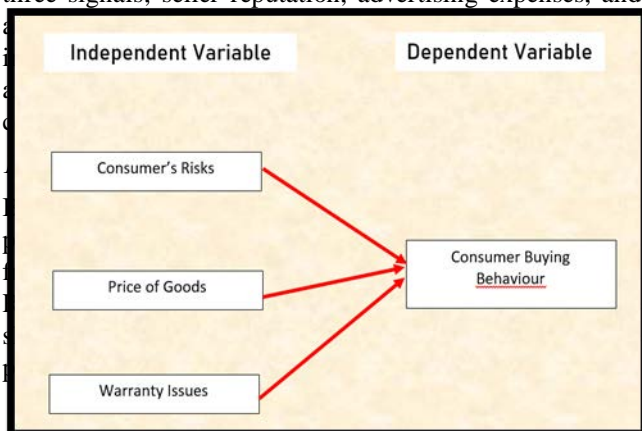 three signals, seller reputation, advertising expenses, and
Independent Variable
Dependent Variable
Consumer's Risks
Consumer Buying
Behaviour
Price of Goods
Warranty Issues